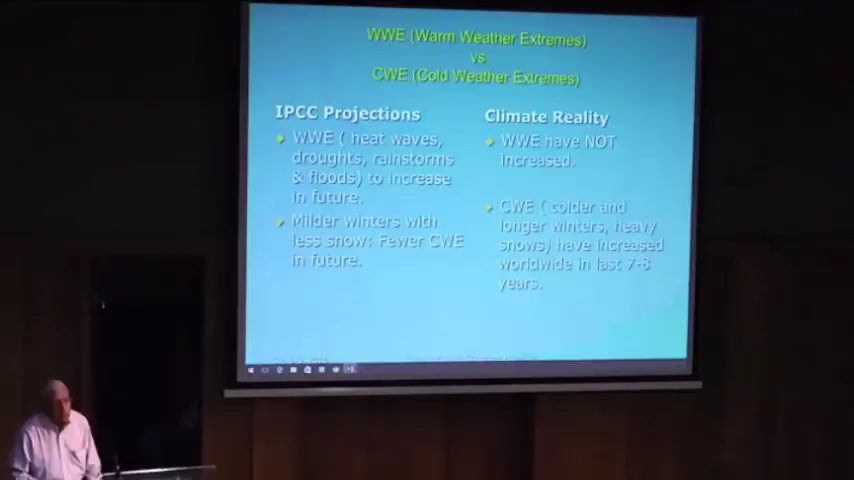 WWE (Warm Weather Extremes)
vs
CWE (Cold Weather Extremes)
IPCC Projections
WWE ( heat waves,
droughts, rainstorms
& floods) to increase
in future.
Milder winters with
less snow: Fewer CWE
in future.
Climate Reality
WWE have NOT
increased.
CWE ( colder and
longer winters, heavy
snows) have increased
worldwide in last 7-8
years.